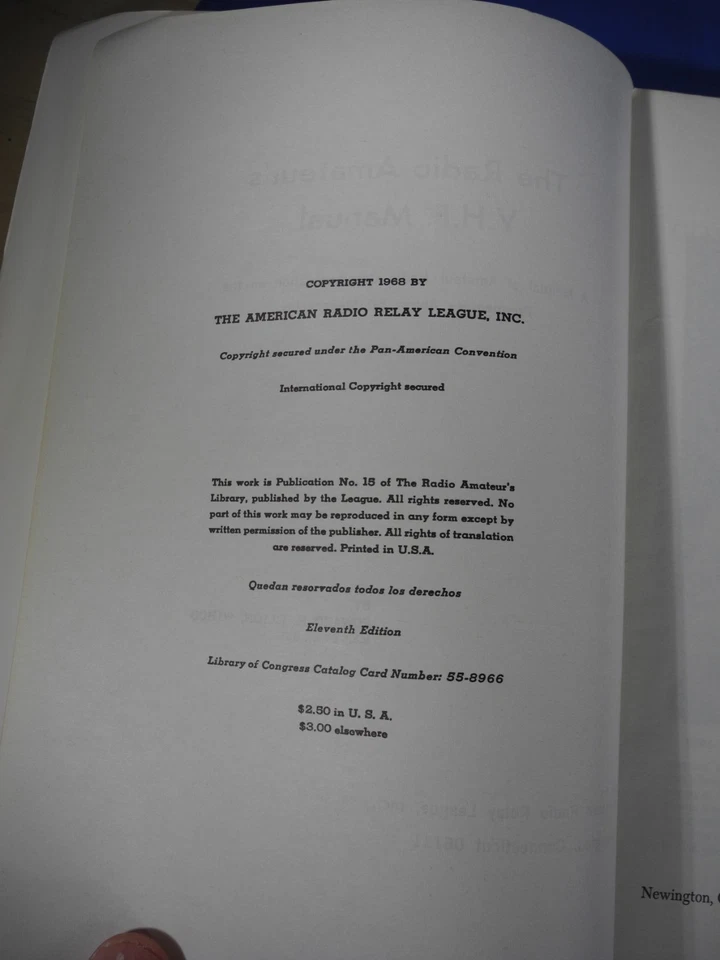 COPYRIGHT 1968 BY
THE AMERICAN RADIO RELAY LEAGUE, INC.
Copyright secured under the Pan-American Convention
International Copyright secured
This work is Publication No. 15 of The Radio Amateur's
Library, published by the League. All rights reserved. No
part of this work may be reproduced in any form except by
written permission of the publisher. All rights of translation
are reserved. Printed in U.S.A.
Quedan resorvados todos los derechos
Eleventh Edition
Library of Congress Catalog Card Number: 55-8966
$2.50 in U. S. A.
$3.00 elsewhere
Newington,